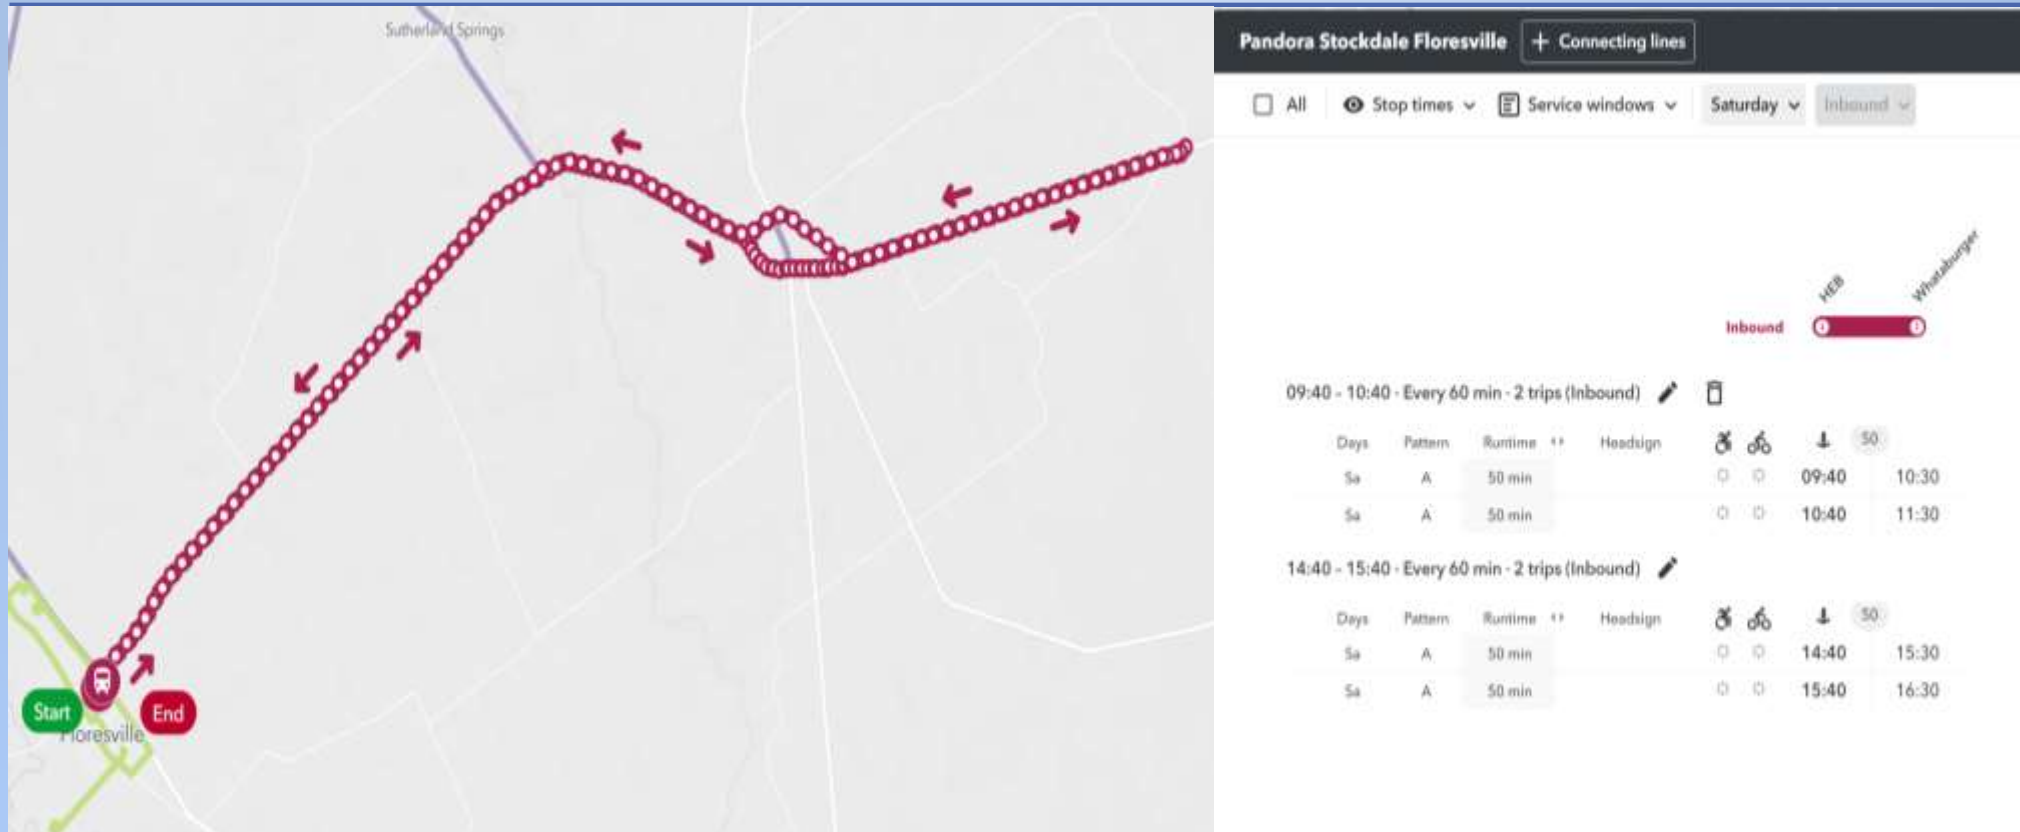 Sutherland Springs
Start
End
Floresville
Pandora Stockdale Floresville
+ Connecting lines
All
Stop times
Service windows
Saturday
Inbound
HEB
Whataburger
Inbound
09:40 - 10:40 - Every 60 min - 2 trips (Inbound)
Days Pattern Runtime Headsign 50
Sa A 50 min 09:40 10:30
Sa A 50 min 10:40 11:30
14:40 - 15:40 - Every 60 min - 2 trips (Inbound)
Days Pattern Runtime Headsign 50
Sa A 50 min 14:40 15:30
Sa A 50 min 15:40 16:30